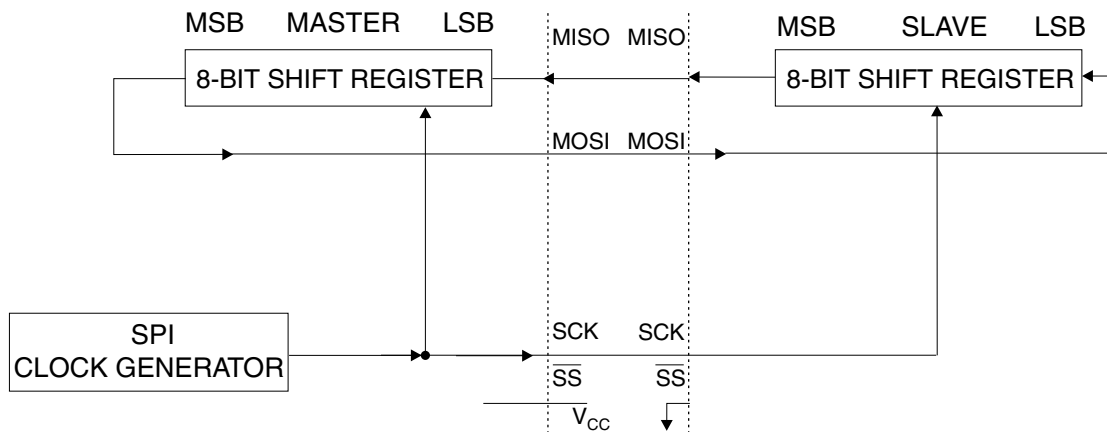 MSB MASTER LSB
MISO MISO
MSB SLAVE LSB
8-BIT SHIFT REGISTER
8-BIT SHIFT REGISTER
MOSI MOSI
SPI
CLOCK GENERATOR
SCK SCK
SS SS
VCC